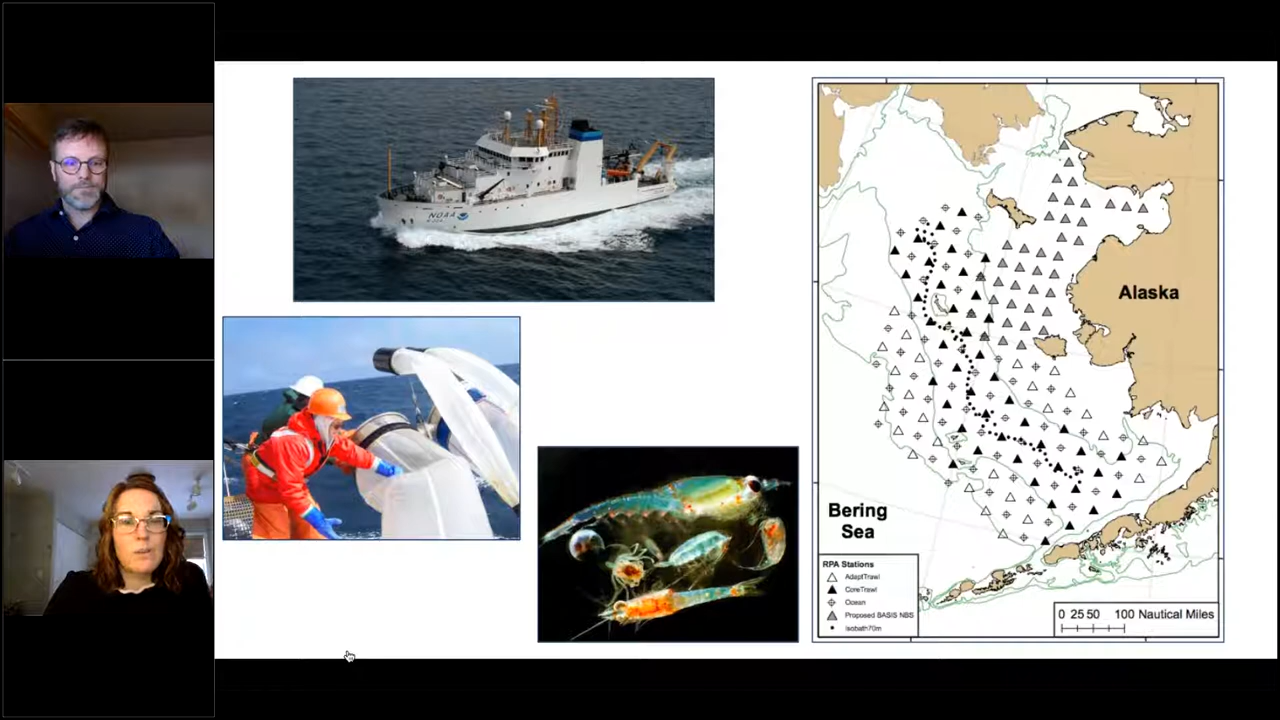 NOAA
Alaska
Bering
Sea
RPA Stations
AdaptTrawl
CoreTrawl
Ocean
Proposed BASIS NBS
Isobath70m
0 25 50 100 Nautical Miles